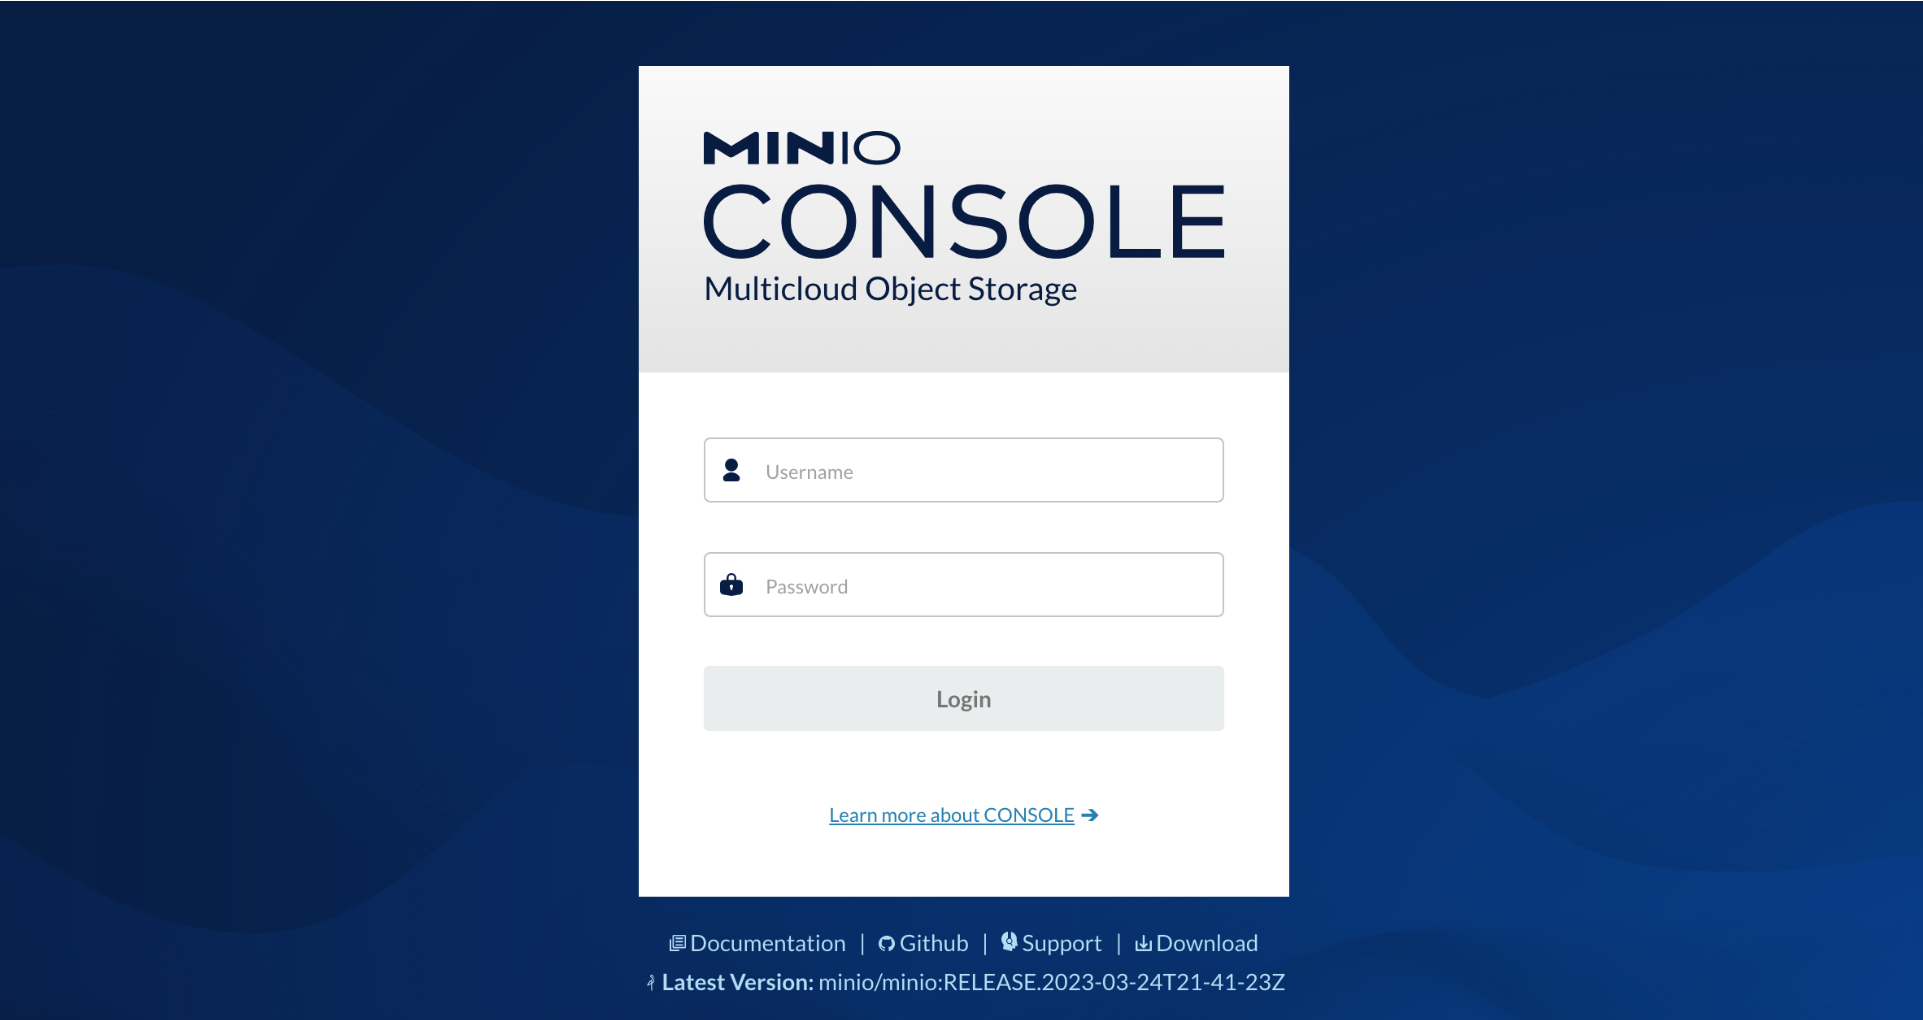 MINIO
CONSOLE
Multicloud Object Storage
Username
Password
Login
Learn more about CONSOLE ➔
Documentation | Github | Support | Download
Latest Version: minio/minio:RELEASE.2023-03-24T21-41-23Z